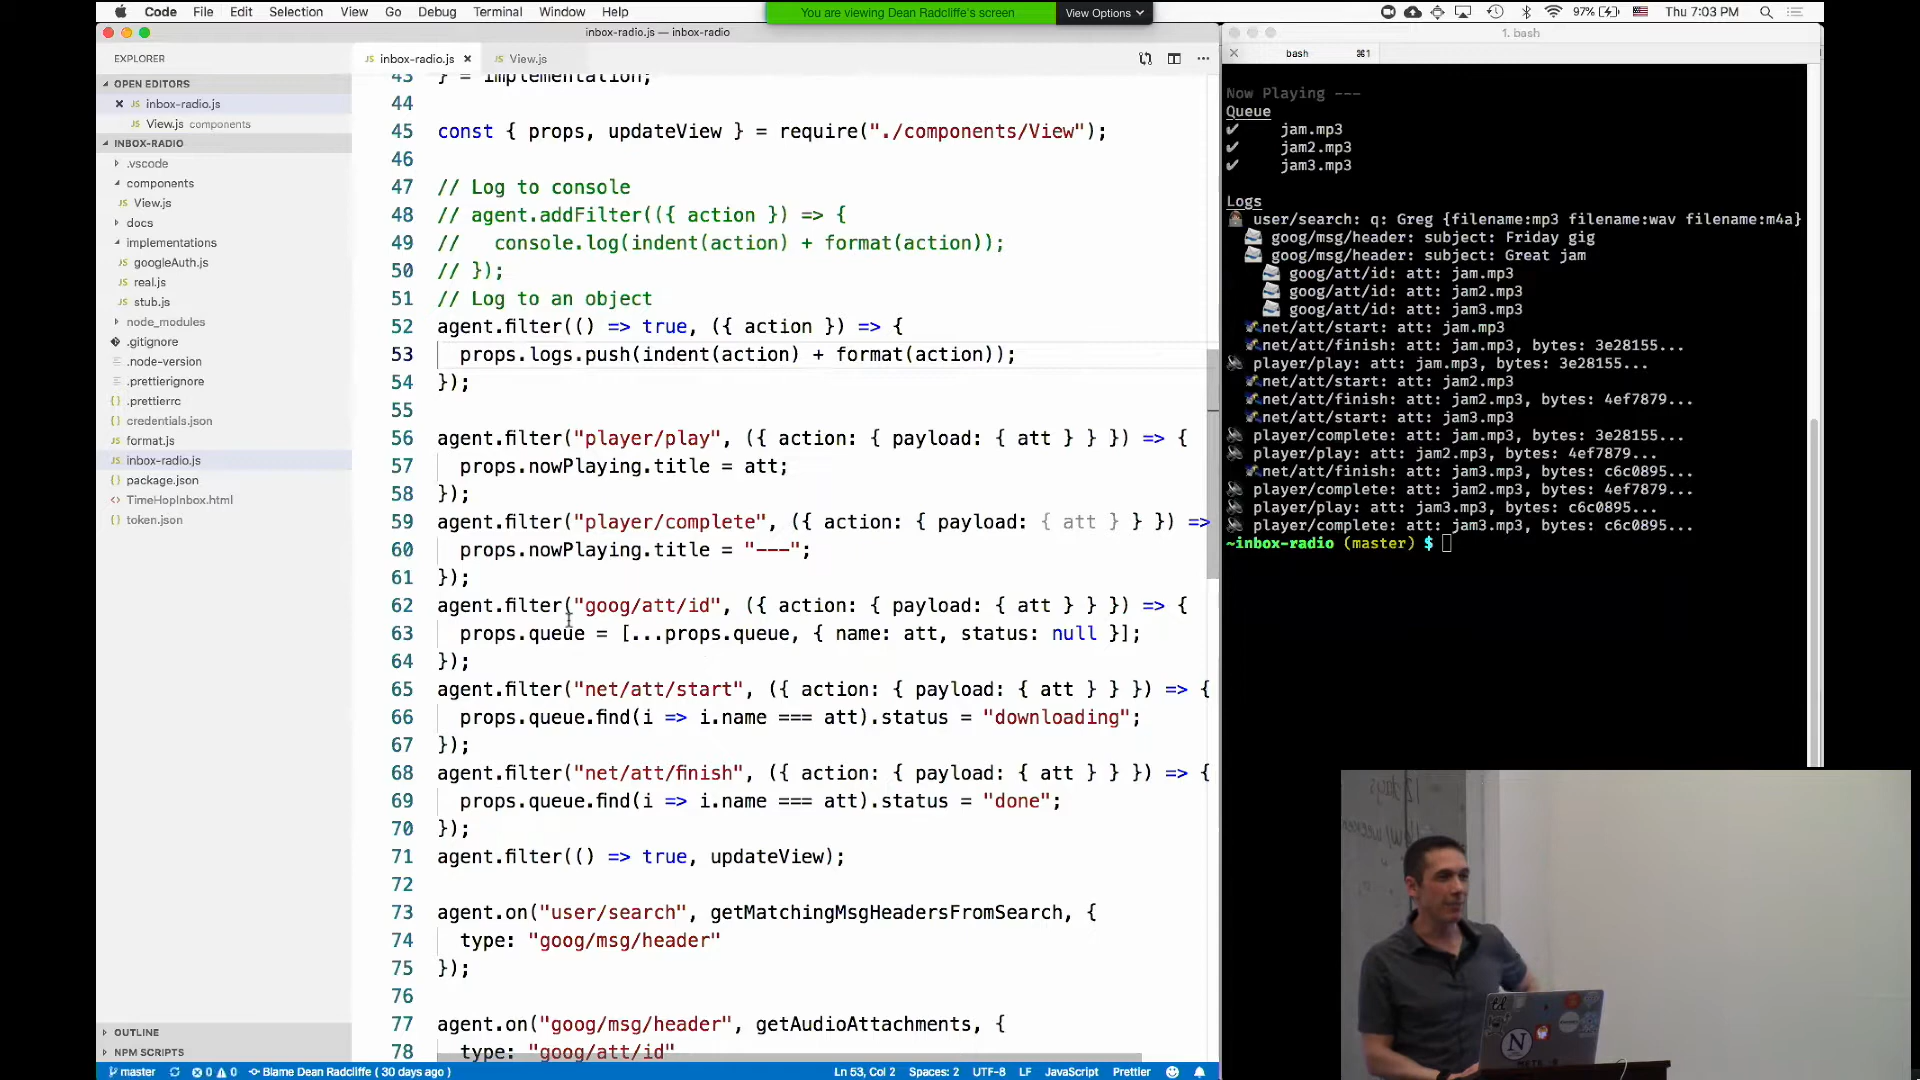 Code File Edit Selection View Go Debug Terminal Window Help
You are viewing Dean Radcliffe's screen
View Options
97% Thu 7:03 PM
inbox-radio.js — inbox-radio
EXPLORER
OPEN EDITORS
JS inbox-radio.js
JS View.js components
INBOX-RADIO
.vscode
components
JS View.js
docs
implementations
JS googleAuth.js
JS real.js
JS stub.js
node_modules
.gitignore
.node-version
.prettierignore
{} .prettierrc
{} credentials.json
JS format.js
JS inbox-radio.js
{} package.json
<> TimeHopInbox.html
{} token.json
OUTLINE
NPM SCRIPTS
JS inbox-radio.js
JS View.js
43 } = implementation;
44
45 const { props, updateView } = require("./components/View");
46
47 // Log to console
48 // agent.addFilter(({ action }) => {
49 //   console.log(indent(action) + format(action));
50 // });
51 // Log to an object
52 agent.filter(() => true, ({ action }) => {
53   props.logs.push(indent(action) + format(action));
54 });
55
56 agent.filter("player/play", ({ action: { payload: { att } } }) => {
57   props.nowPlaying.title = att;
58 });
59 agent.filter("player/complete", ({ action: { payload: { att } } }) =>
60   props.nowPlaying.title = "---";
61 });
62 agent.filter("goog/att/id", ({ action: { payload: { att } } }) => {
63   props.queue = [...props.queue, { name: att, status: null }];
64 });
65 agent.filter("net/att/start", ({ action: { payload: { att } } }) => {
66   props.queue.find(i => i.name === att).status = "downloading";
67 });
68 agent.filter("net/att/finish", ({ action: { payload: { att } } }) => {
69   props.queue.find(i => i.name === att).status = "done";
70 });
71 agent.filter(() => true, updateView);
72
73 agent.on("user/search", getMatchingMsgHeadersFromSearch, {
74   type: "goog/msg/header"
75 });
76
77 agent.on("goog/msg/header", getAudioAttachments, {
78   type: "goog/att/id"
master 0 0 Blame Dean Radcliffe ( 30 days ago ) Ln 53, Col 2 Spaces: 2 UTF-8 LF JavaScript Prettier
1. bash
bash ⌘1
Now Playing ---
Queue
✔ jam.mp3
✔ jam2.mp3
✔ jam3.mp3
Logs
user/search: q: Greg {filename:mp3 filename:wav filename:m4a}
goog/msg/header: subject: Friday gig
goog/msg/header: subject: Great jam
goog/att/id: att: jam.mp3
goog/att/id: att: jam2.mp3
goog/att/id: att: jam3.mp3
net/att/start: att: jam.mp3
net/att/finish: att: jam.mp3, bytes: 3e28155...
player/play: att: jam.mp3, bytes: 3e28155...
net/att/start: att: jam2.mp3
net/att/finish: att: jam2.mp3, bytes: 4ef7879...
net/att/start: att: jam3.mp3
player/complete: att: jam.mp3, bytes: 3e28155...
player/play: att: jam2.mp3, bytes: 4ef7879...
net/att/finish: att: jam3.mp3, bytes: c6c0895...
player/complete: att: jam2.mp3, bytes: 4ef7879...
player/play: att: jam3.mp3, bytes: c6c0895...
player/complete: att: jam3.mp3, bytes: c6c0895...
~inbox-radio (master) $
N